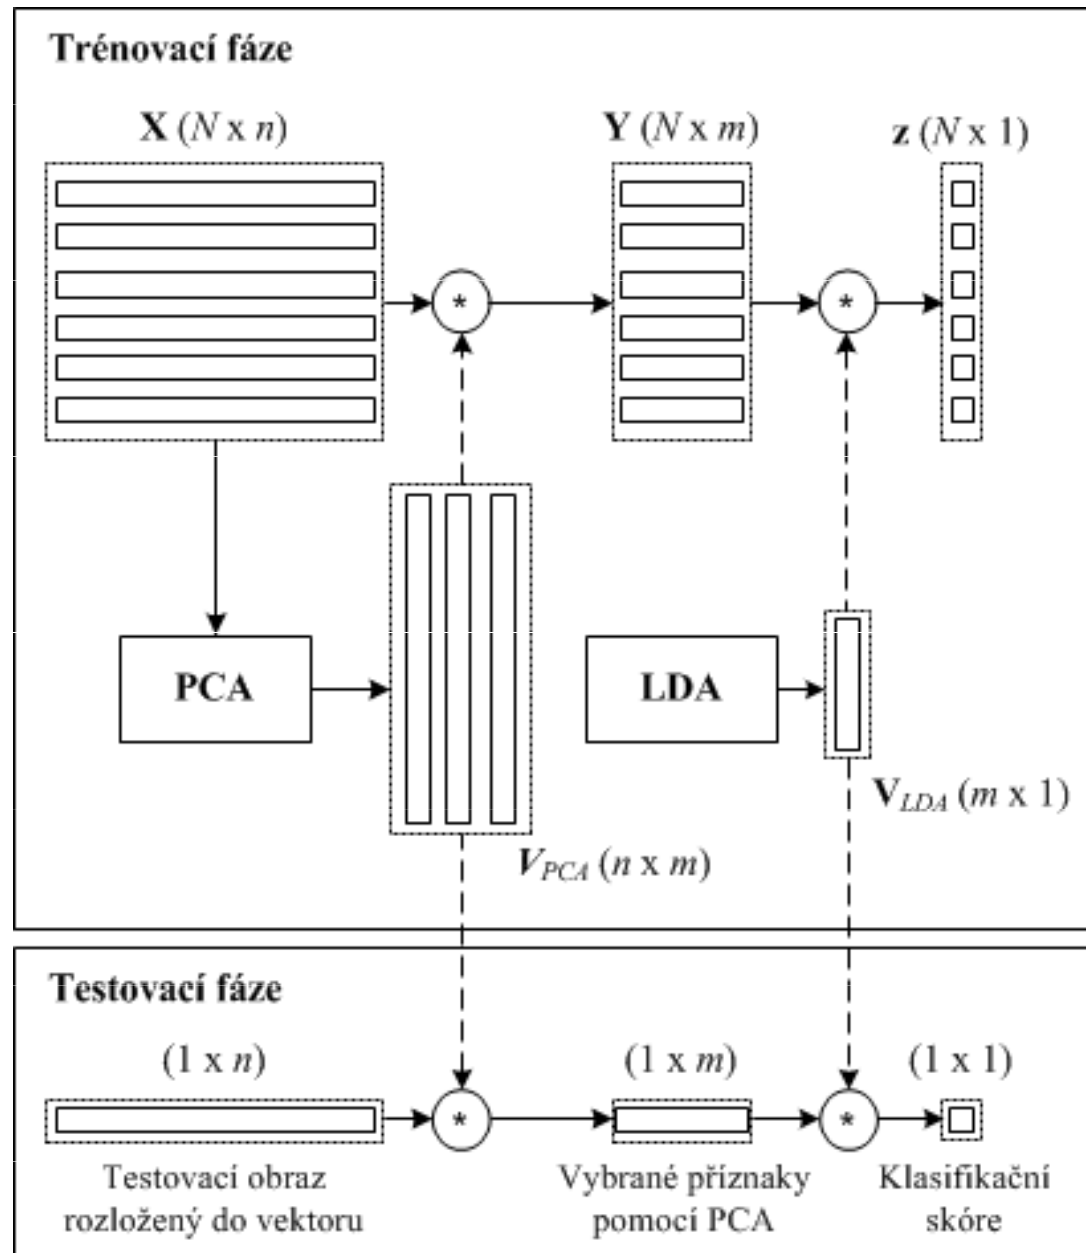 Trénovací fáze
X (N x n)
Y (N x m)
z (N x 1)
*
*
PCA
LDA
V_LDA (m x 1)
V_PCA (n x m)
Testovací fáze
(1 x n)
(1 x m)
(1 x 1)
*
*
Testovací obraz
rozložený do vektoru
Vybrané příznaky
pomocí PCA
Klasifikační
skóre